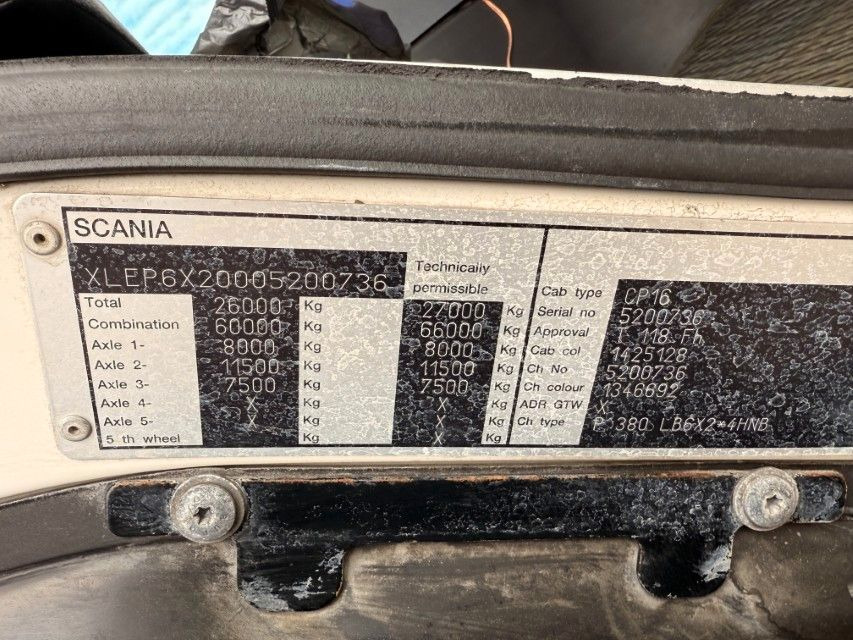 SCANIA
XLEP6X20005200736
Technically
permissible
Total 26000 Kg 27000 Kg
Combination 60000 Kg 66000 Kg
Axle 1- 8000 Kg 8000 Kg
Axle 2- 11500 Kg 11500 Kg
Axle 3- 7500 Kg 7500 Kg
Axle 4- X Kg X Kg
Axle 5- X Kg X Kg
5 th wheel X Kg X Kg
Cab type CP16
Serial no 5200736
Approval 118 Fh
Cab col 1425128
Ch No 5200736
Ch colour 1346692
ADR GTW X
Ch type P 380 LB6X2*4HNB